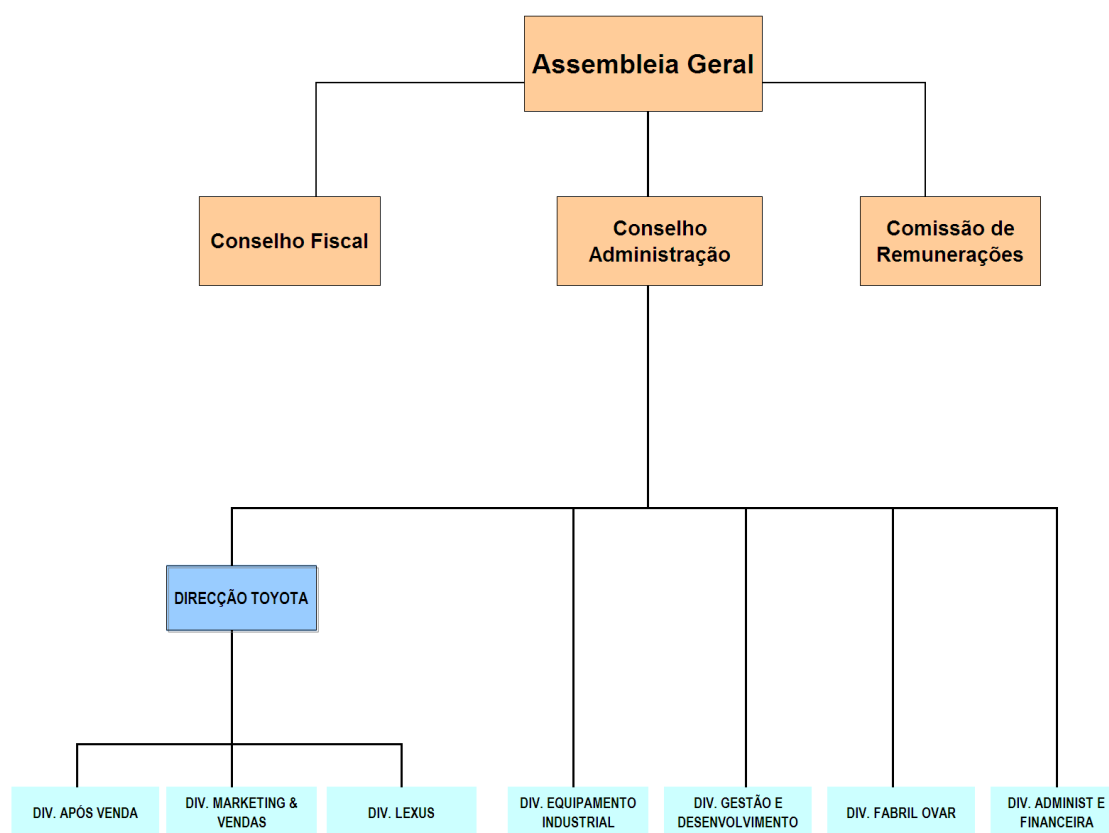 Assembleia Geral
Conselho Fiscal
Conselho
Administração
Comissão de
Remunerações
DIRECÇÃO TOYOTA
DIV. APÓS VENDA
DIV. MARKETING &
VENDAS
DIV. LEXUS
DIV. EQUIPAMENTO
INDUSTRIAL
DIV. GESTÃO E
DESENVOLVIMENTO
DIV. FABRIL OVAR
DIV. ADMINIST E
FINANCEIRA